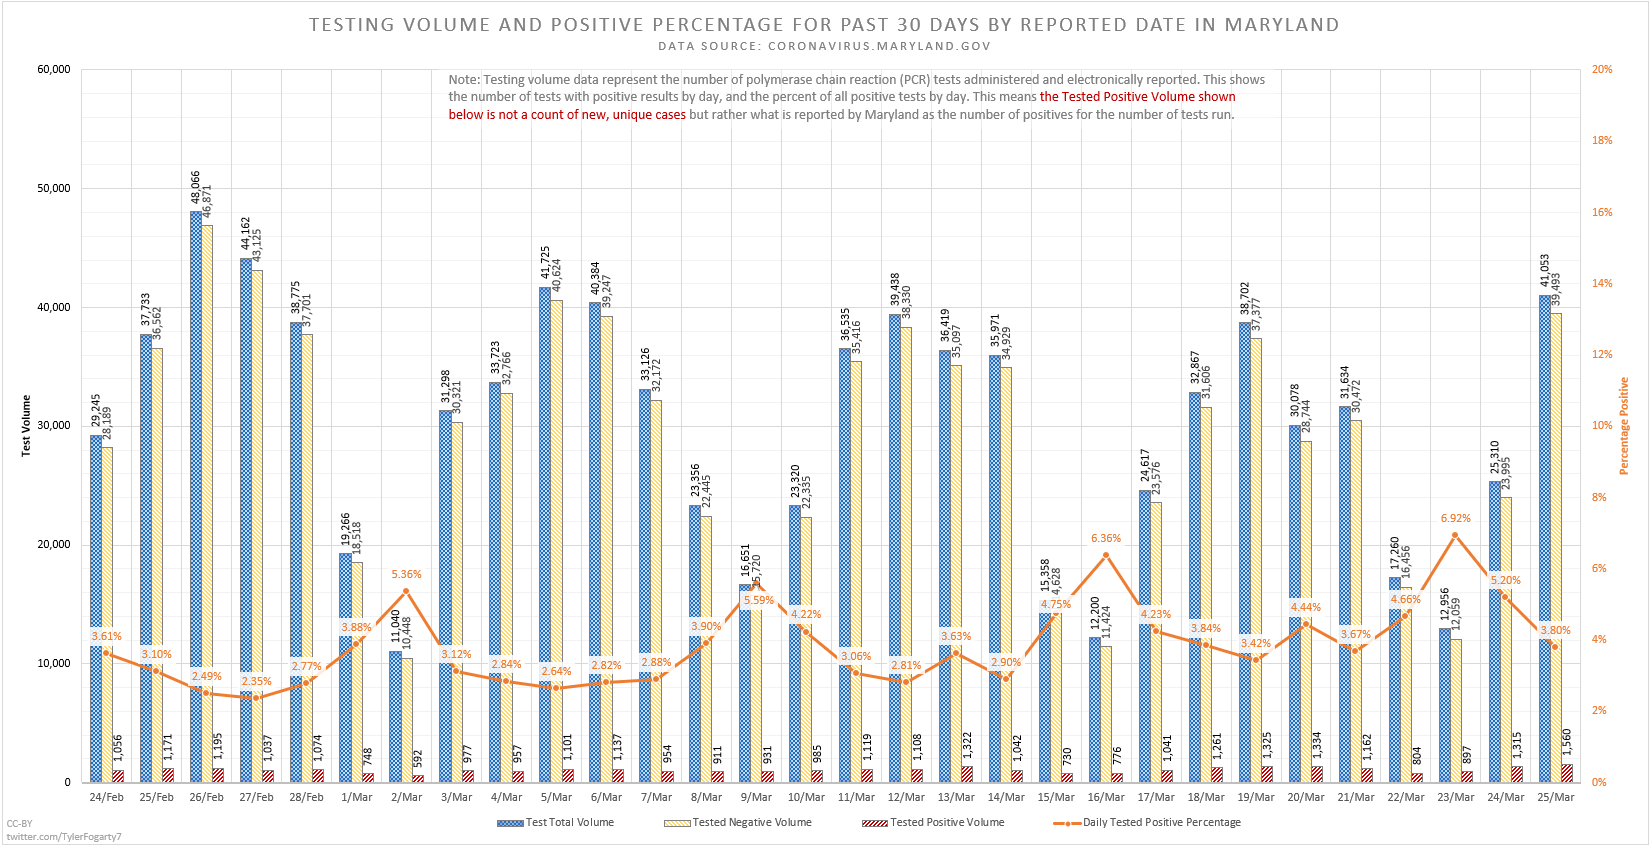 TESTING VOLUME AND POSITIVE PERCENTAGE FOR PAST 30 DAYS BY REPORTED DATE IN MARYLAND
DATA SOURCE: CORONAVIRUS.MARYLAND.GOV
Note: Testing volume data represent the number of polymerase chain reaction (PCR) tests administered and electronically reported. This shows
the number of tests with positive results by day, and the percent of all positive tests by day. This means the Tested Positive Volume shown
below is not a count of new, unique cases but rather what is reported by Maryland as the number of positives for the number of tests run.
Test Volume
60,000
50,000
40,000
30,000
20,000
10,000
0
Percentage Positive
20%
18%
16%
14%
12%
10%
8%
6%
4%
2%
0%
29,245 28,189 3.61% 1,056
37,733 36,562 3.10% 1,171
48,066 46,871 2.49% 1,195
44,162 43,125 2.35% 1,037
38,775 37,701 2.77% 1,074
19,266 18,518 3.88% 748
11,040 10,448 5.36% 592
31,298 30,321 3.12% 977
33,723 32,766 2.84% 957
41,725 40,624 2.64% 1,101
40,384 39,247 2.82% 1,137
33,126 32,172 2.88% 954
23,356 22,445 3.90% 911
16,651 5.59% 931
23,320 22,335 4.22% 985
36,535 35,416 3.06% 1,119
39,438 38,330 2.81% 1,108
36,419 35,097 3.63% 1,322
35,971 34,929 2.90% 1,042
15,358 4.75% 730
12,200 11,424 6.36% 776
24,617 23,576 4.23% 1,041
32,867 31,606 3.84% 1,261
38,702 37,377 3.42% 1,325
30,078 28,744 4.44% 1,334
31,634 30,472 3.67% 1,162
17,260 16,456 4.66% 804
12,956 12,059 6.92% 897
25,310 23,995 5.20% 1,315
41,053 39,493 3.80% 1,560
24/Feb 25/Feb 26/Feb 27/Feb 28/Feb 1/Mar 2/Mar 3/Mar 4/Mar 5/Mar 6/Mar 7/Mar 8/Mar 9/Mar 10/Mar 11/Mar 12/Mar 13/Mar 14/Mar 15/Mar 16/Mar 17/Mar 18/Mar 19/Mar 20/Mar 21/Mar 22/Mar 23/Mar 24/Mar 25/Mar
Test Total Volume Tested Negative Volume Tested Positive Volume Daily Tested Positive Percentage
CC-BY
twitter.com/TylerFogarty7